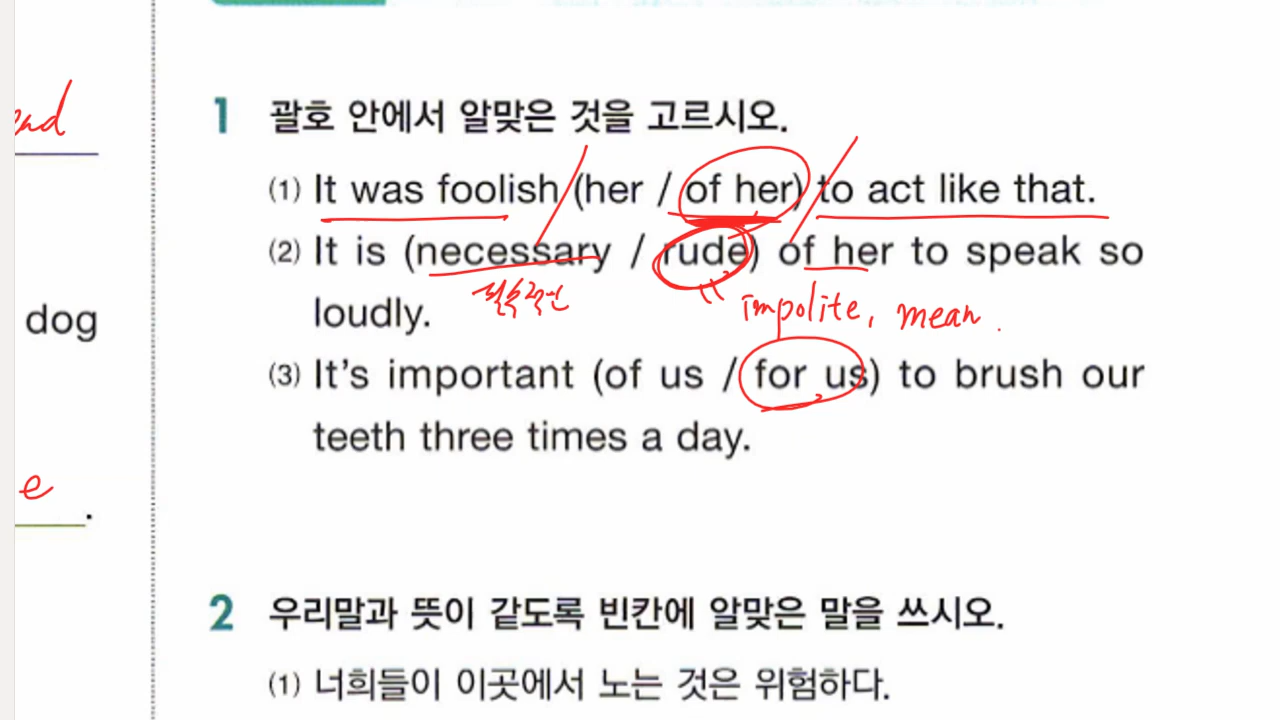 1 괄호 안에서 알맞은 것을 고르시오.
(1) It was foolish (her / of her) to act like that.
(2) It is (necessary / rude) of her to speak so
impolite, mean.
loudly.
(3) It's important (of us / for us) to brush our
teeth three times a day.
dog
e
.
2 우리말과 뜻이 같도록 빈칸에 알맞은 말을 쓰시오.
(1) 너희들이 이곳에서 노는 것은 위험하다.